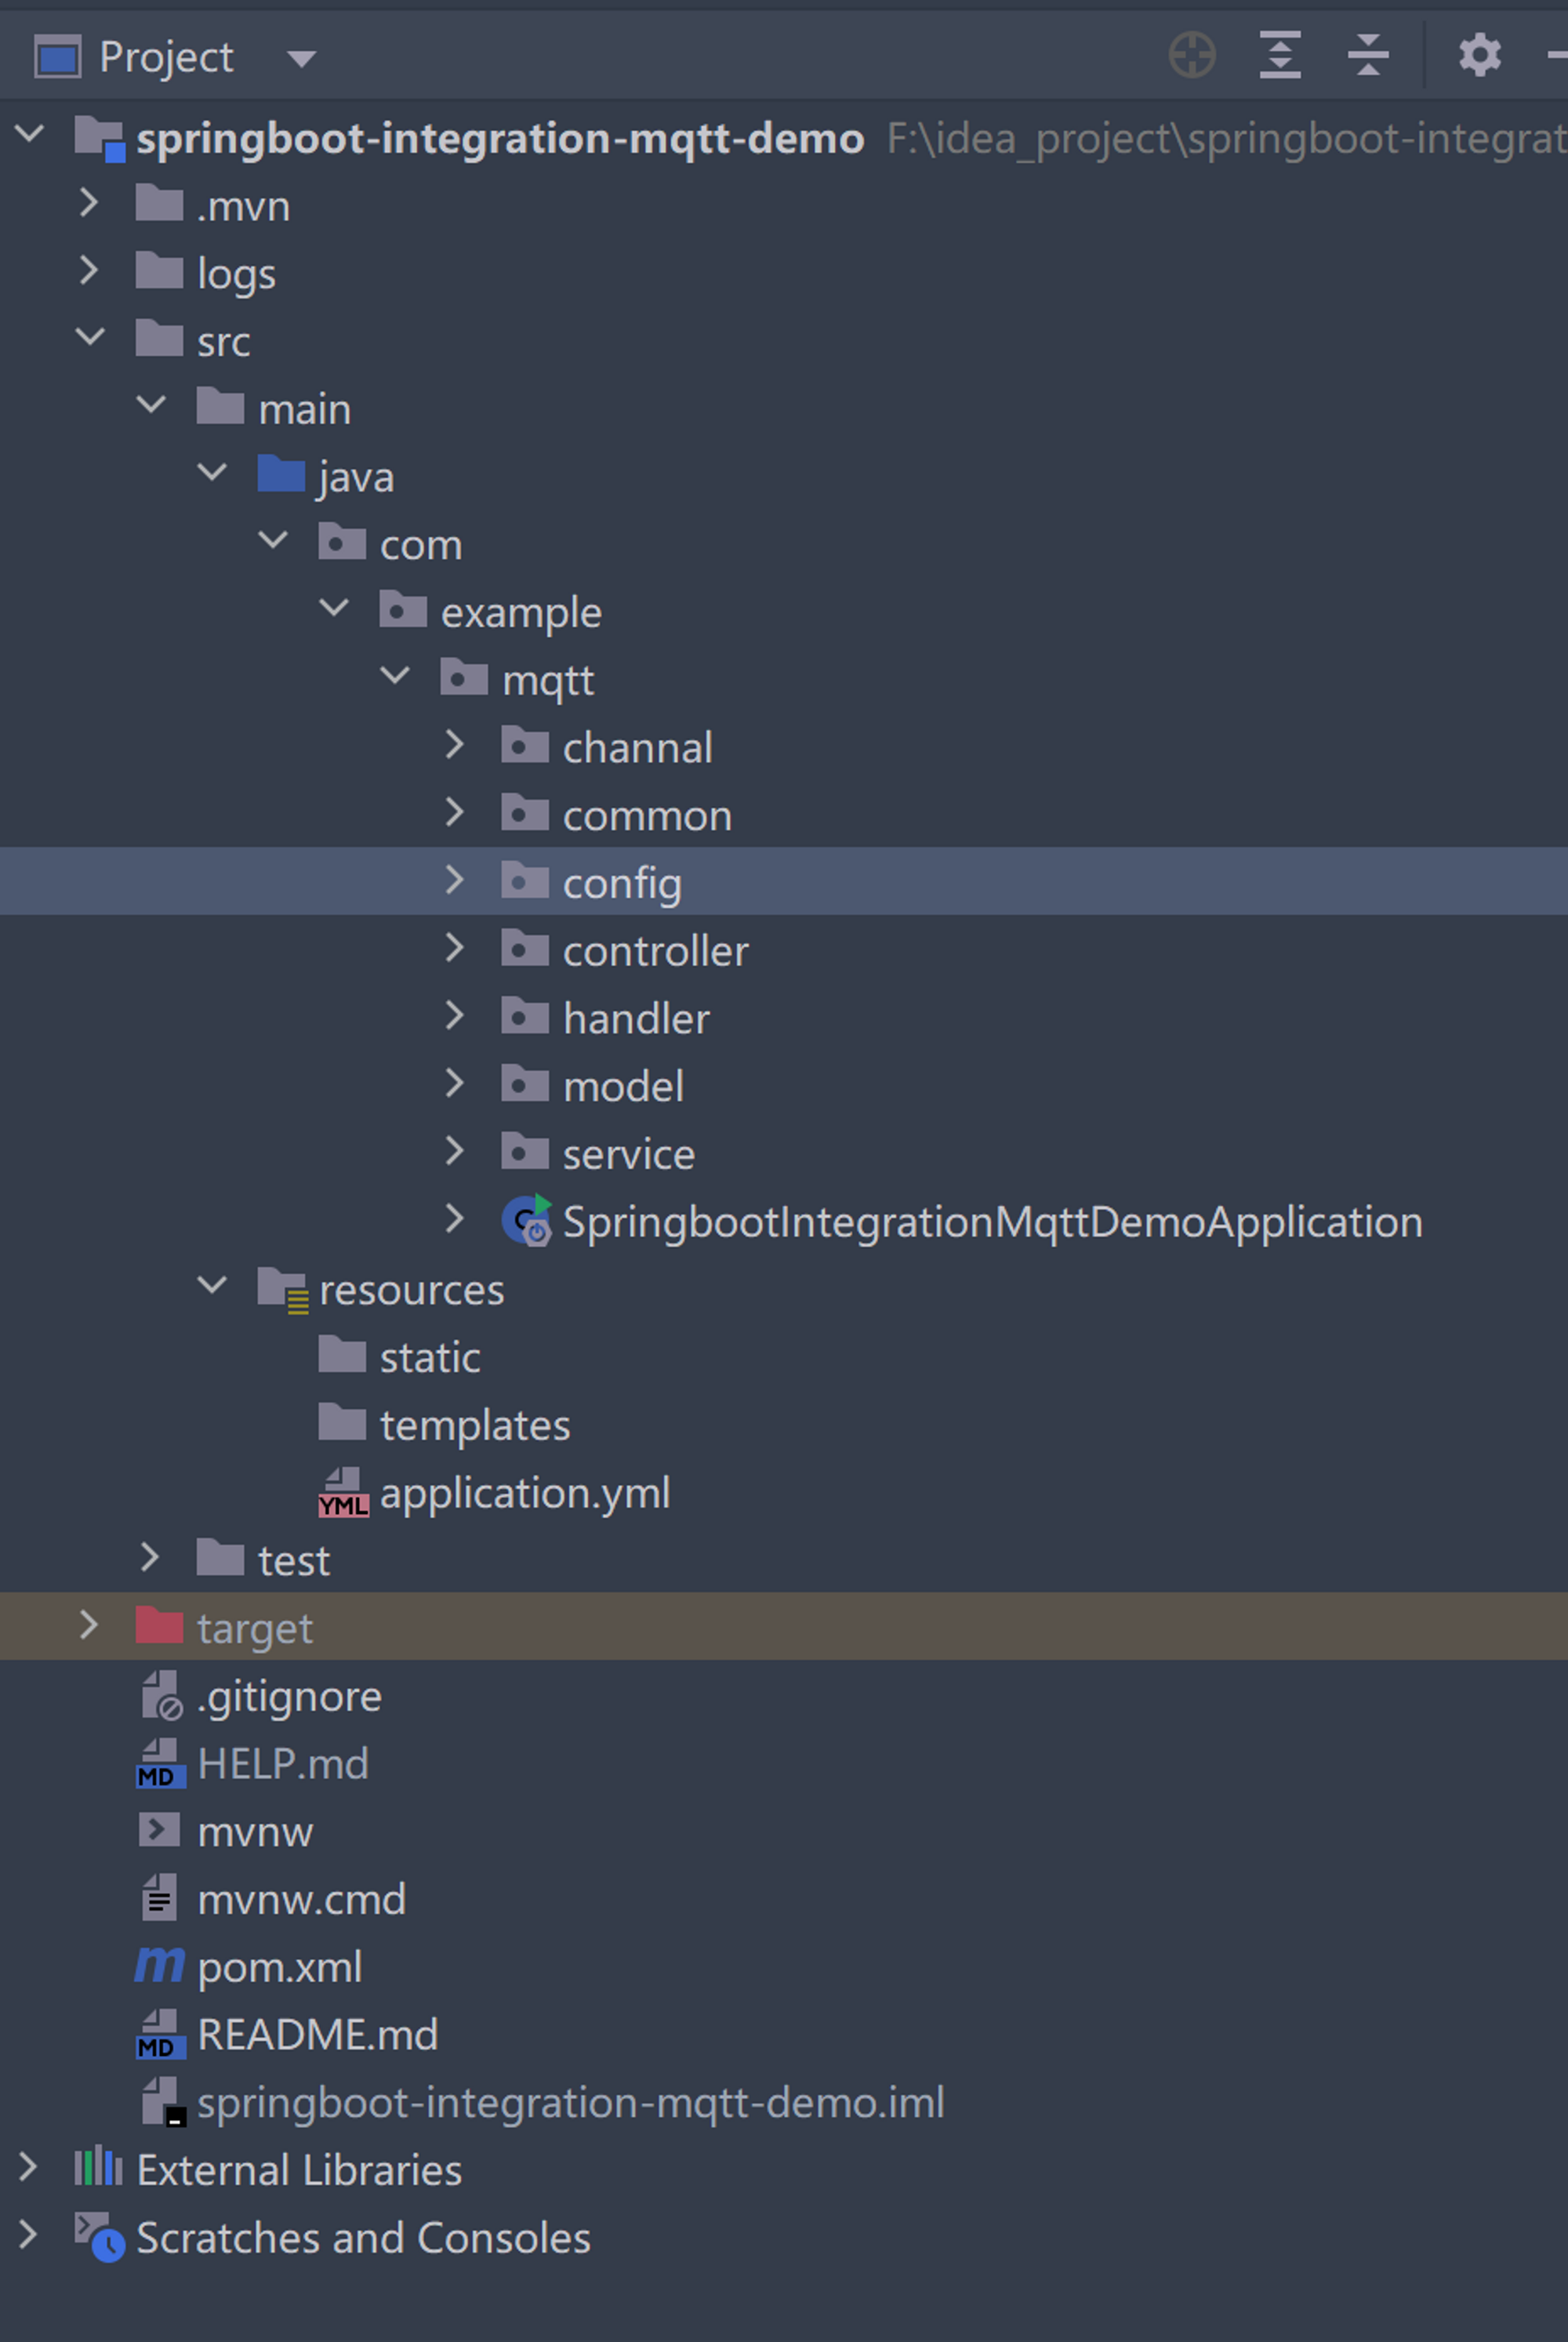 Project
springboot-integration-mqtt-demo F:\idea_project\springboot-integrat
.mvn
logs
src
main
java
com
example
mqtt
channal
common
config
controller
handler
model
service
SpringbootIntegrationMqttDemoApplication
resources
static
templates
YML application.yml
test
target
.gitignore
MD HELP.md
mvnw
mvnw.cmd
m pom.xml
MD README.md
springboot-integration-mqtt-demo.iml
External Libraries
Scratches and Consoles